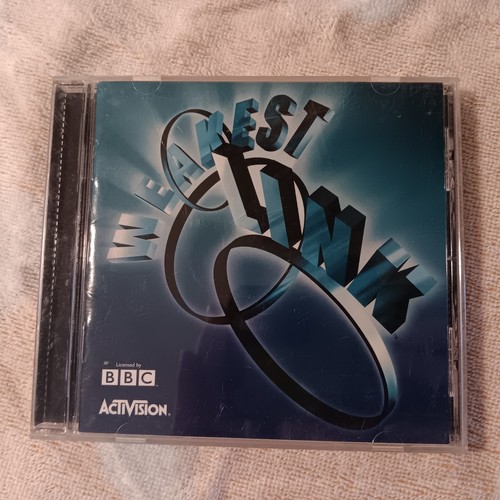 WEAKEST
LINK
Licensed by
BBC
ACTIVISION